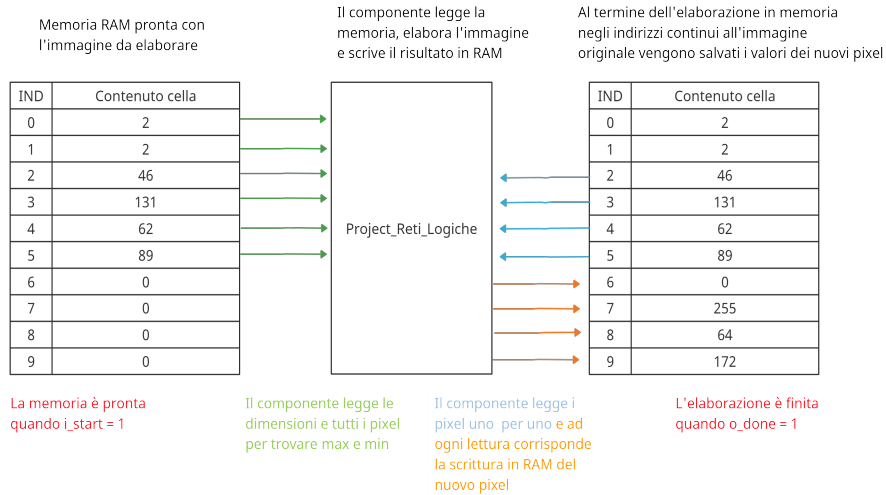 Memoria RAM pronta con
l'immagine da elaborare
Il componente legge la
memoria, elabora l'immagine
e scrive il risultato in RAM
Al termine dell'elaborazione in memoria
negli indirizzi continui all'immagine
originale vengono salvati i valori dei nuovi pixel
IND Contenuto cella
0 2
1 2
2 46
3 131
4 62
5 89
6 0
7 0
8 0
9 0
Project_Reti_Logiche
IND Contenuto cella
0 2
1 2
2 46
3 131
4 62
5 89
6 0
7 255
8 64
9 172
La memoria è pronta
quando i_start = 1
Il componente legge le
dimensioni e tutti i pixel
per trovare max e min
Il componente legge i
pixel uno per uno e ad
ogni lettura corrisponde
la scrittura in RAM del
nuovo pixel
L'elaborazione è finita
quando o_done = 1